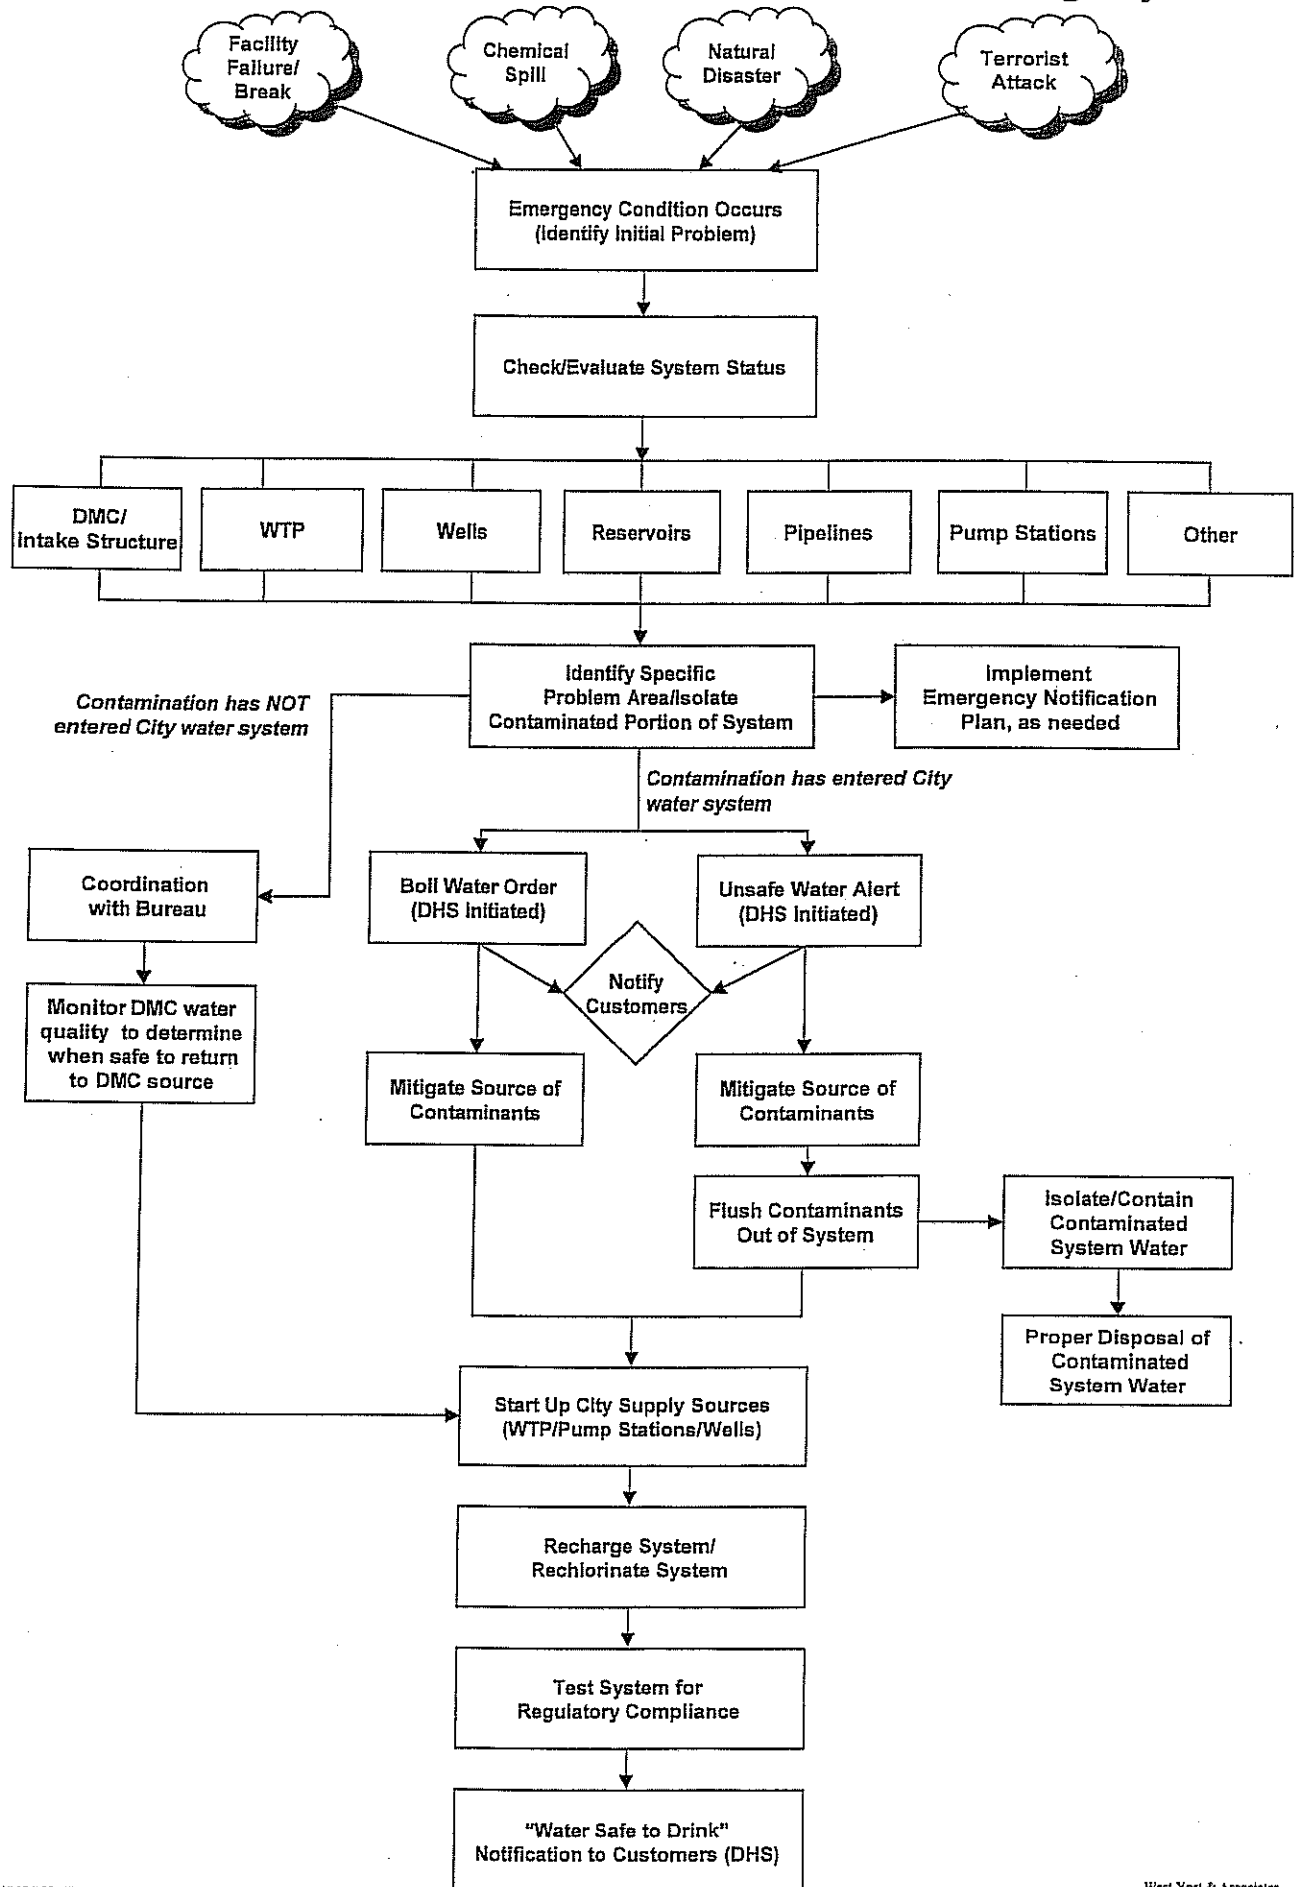 Facility
Failure/
Break
Chemical
Spill
Natural
Disaster
Terrorist
Attack
Emergency Condition Occurs
(Identify Initial Problem)
Check/Evaluate System Status
DMC/
Intake Structure
WTP
Wells
Reservoirs
Pipelines
Pump Stations
Other
Identify Specific
Problem Area/Isolate
Contaminated Portion of System
Implement
Emergency Notification
Plan, as needed
Contamination has NOT
entered City water system
Contamination has entered City
water system
Coordination
with Bureau
Boil Water Order
(DHS Initiated)
Unsafe Water Alert
(DHS Initiated)
Notify
Customers
Monitor DMC water
quality to determine
when safe to return
to DMC source
Mitigate Source of
Contaminants
Mitigate Source of
Contaminants
Flush Contaminants
Out of System
Isolate/Contain
Contaminated
System Water
Proper Disposal of
Contaminated
System Water
Start Up City Supply Sources
(WTP/Pump Stations/Wells)
Recharge System/
Rechlorinate System
Test System for
Regulatory Compliance
"Water Safe to Drink"
Notification to Customers (DHS)